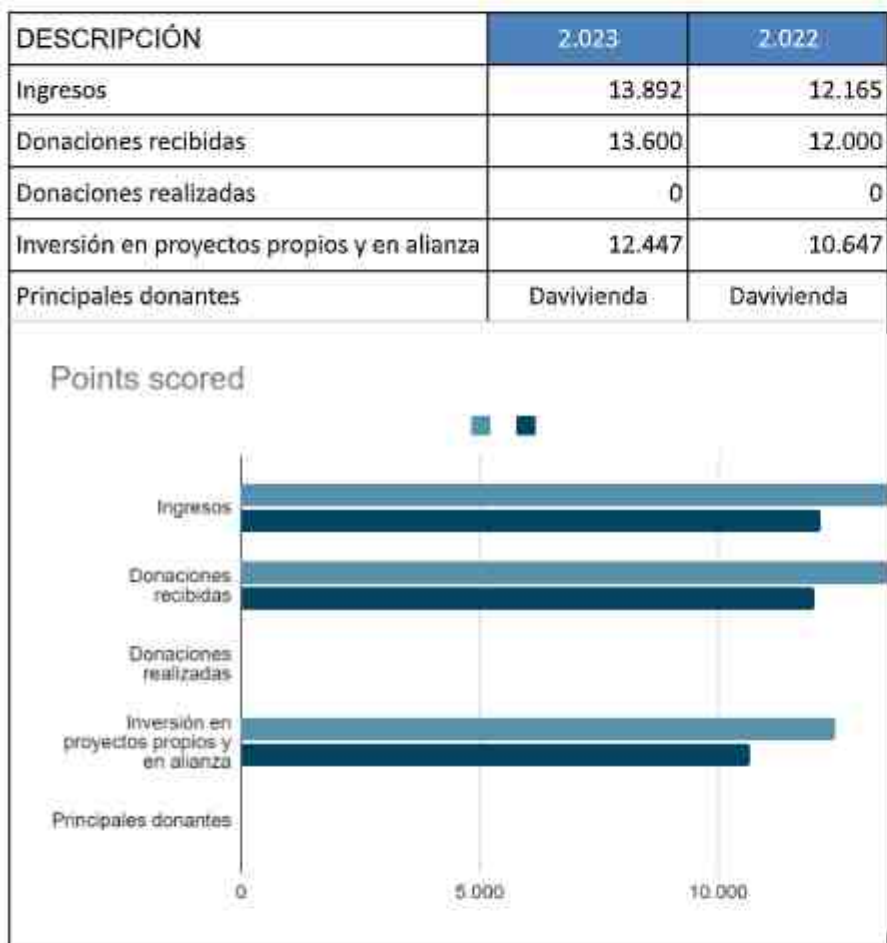 DESCRIPCIÓN 2.023 2.022
Ingresos 13.892 12.165
Donaciones recibidas 13.600 12.000
Donaciones realizadas 0 0
Inversión en proyectos propios y en alianza 12.447 10.647
Principales donantes Davivienda Davivienda
Points scored
Ingresos
Donaciones
recibidas
Donaciones
realizadas
Inversión en
proyectos propios y
en alianza
Principales donantes
0 5.000 10.000